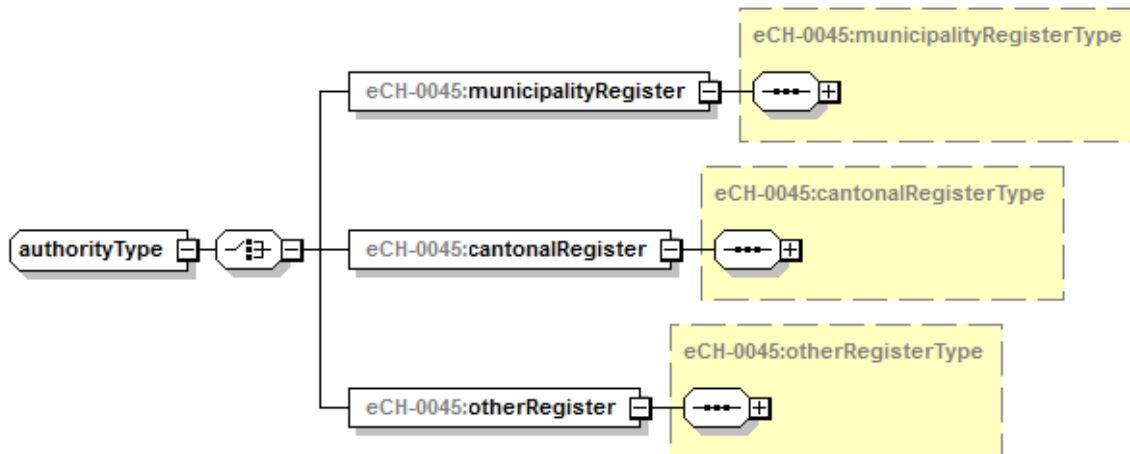 eCH-0045:municipalityRegisterType
eCH-0045:municipalityRegister
eCH-0045:cantonalRegisterType
authorityType
eCH-0045:cantonalRegister
eCH-0045:otherRegisterType
eCH-0045:otherRegister